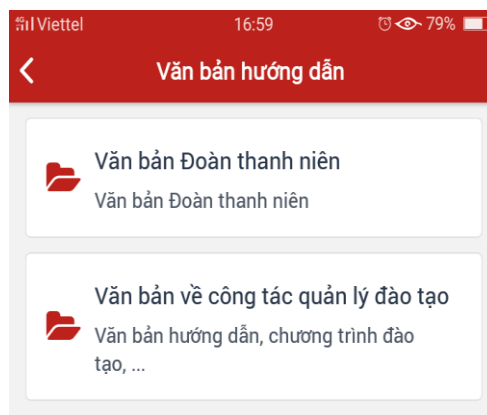 4G Viettel 16:59 79%
Văn bản hướng dẫn
Văn bản Đoàn thanh niên
Văn bản Đoàn thanh niên
Văn bản về công tác quản lý đào tạo
Văn bản hướng dẫn, chương trình đào
tạo, ...